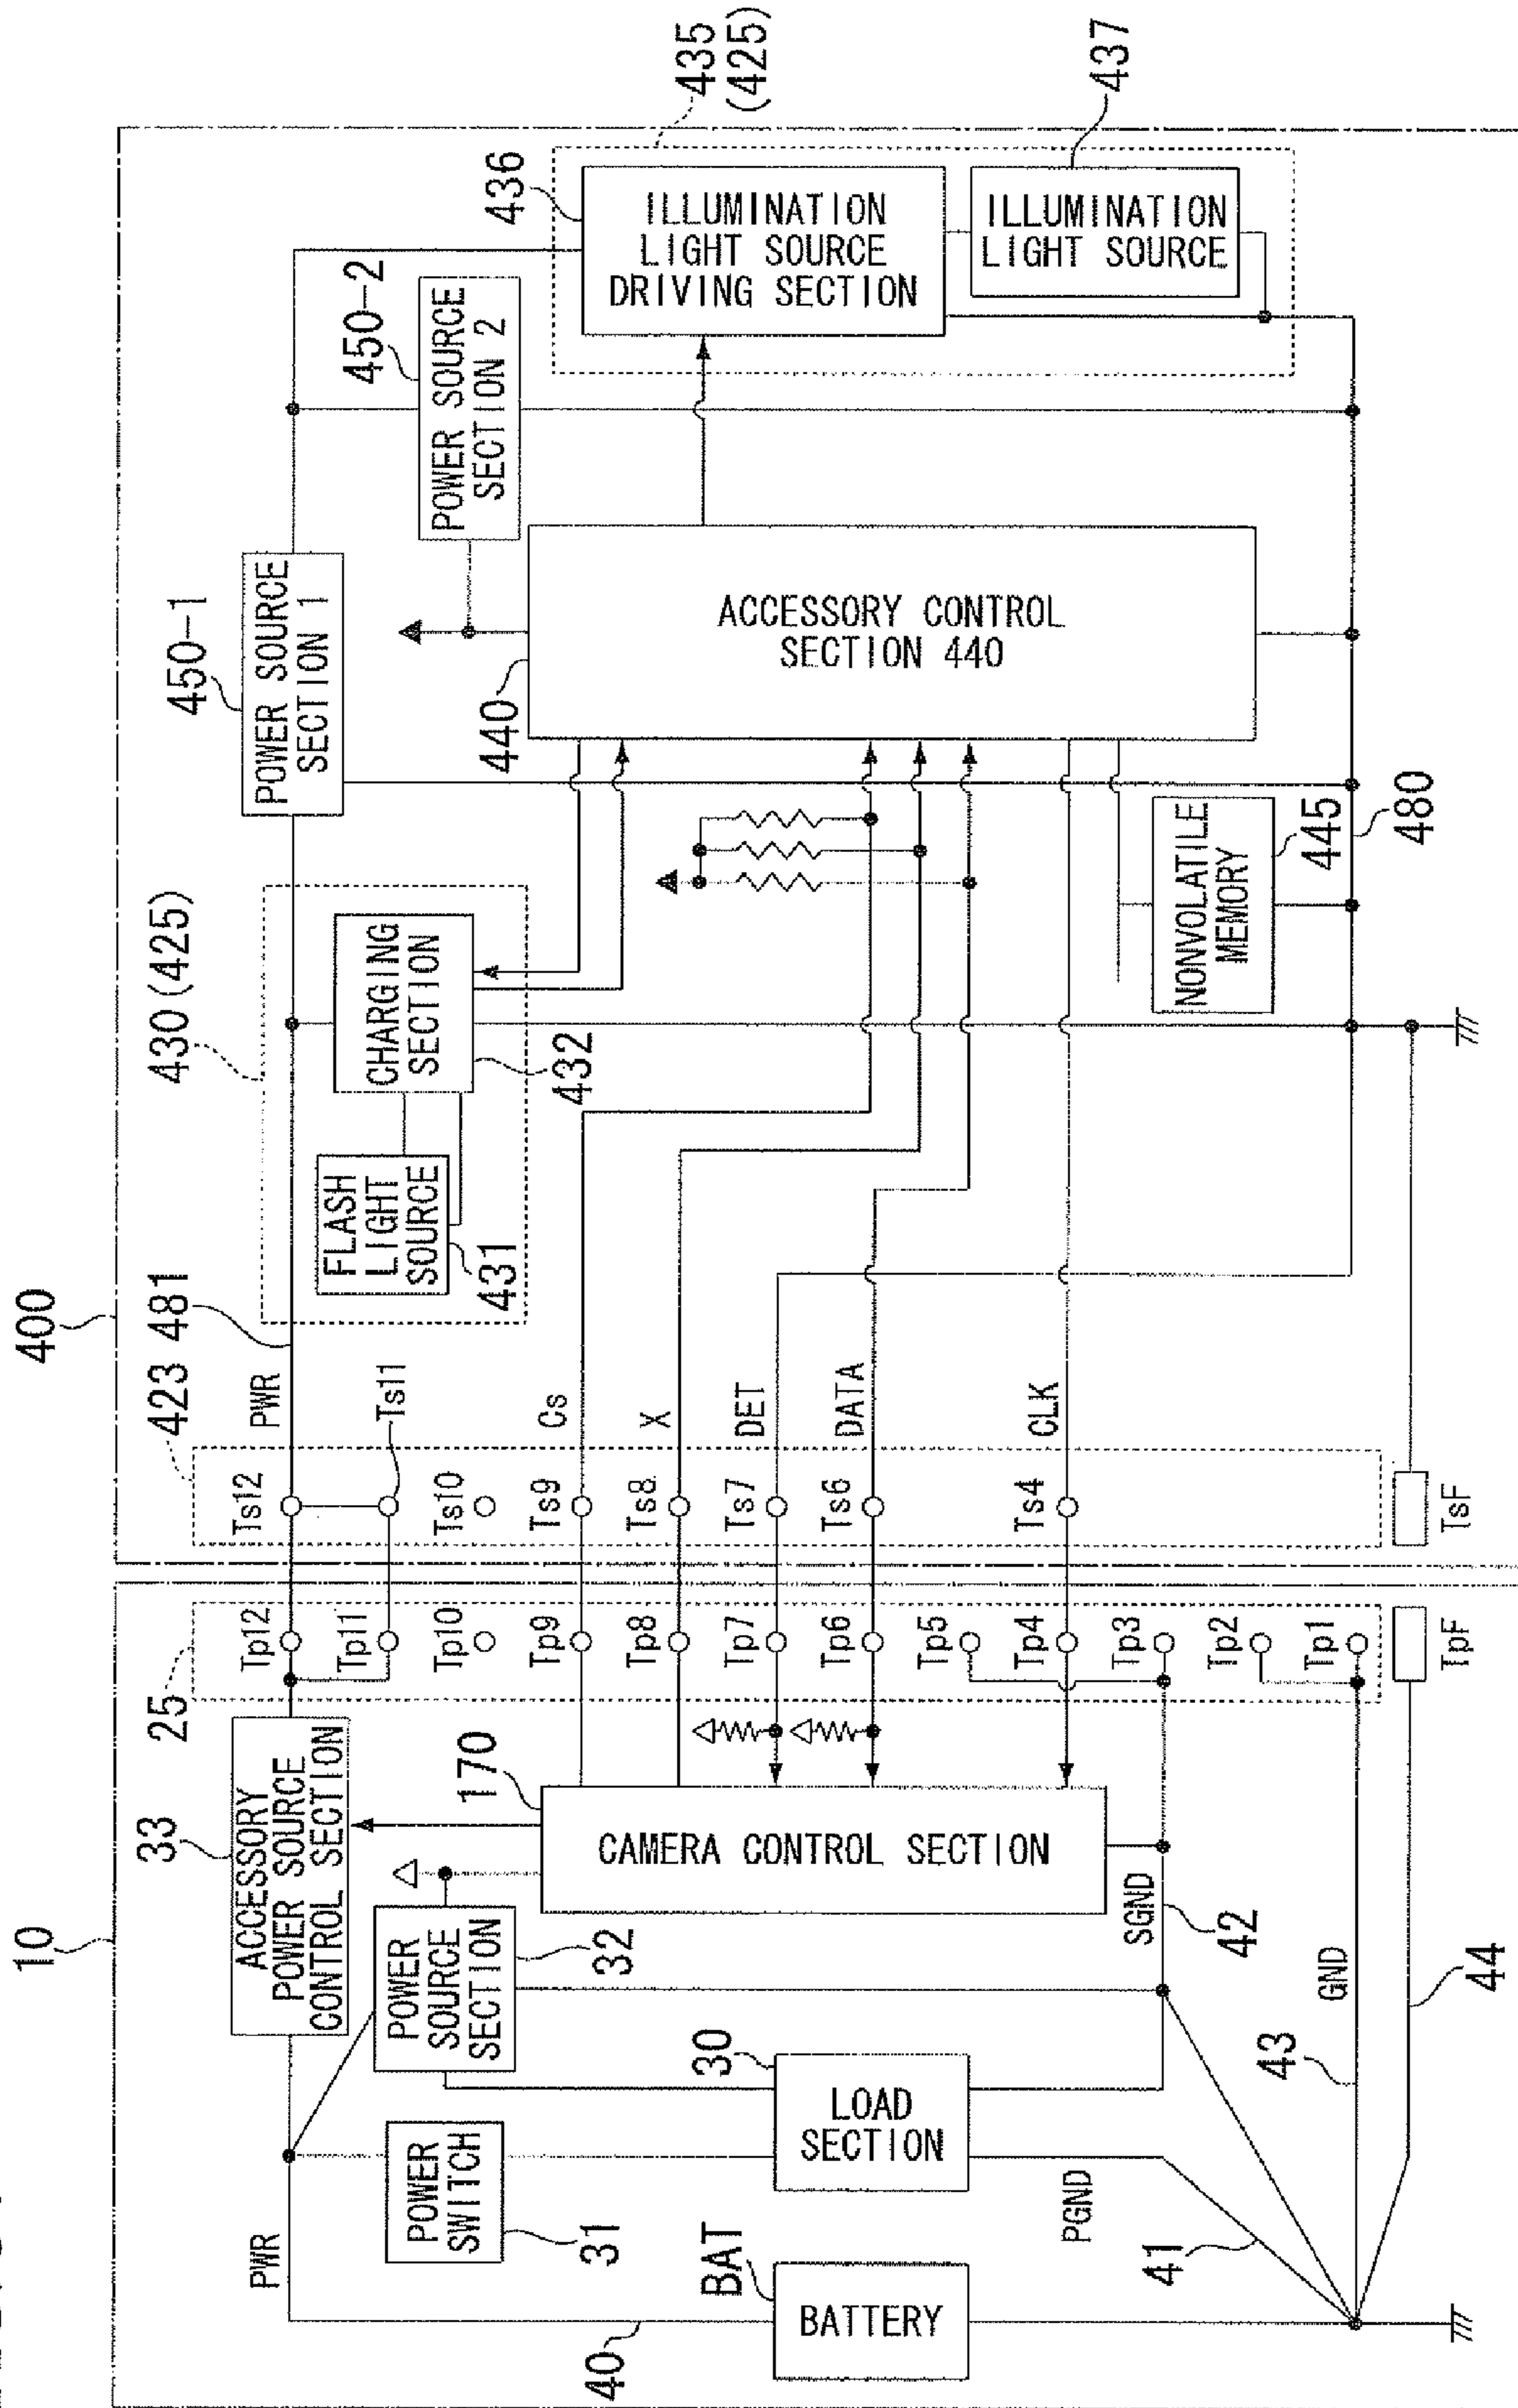 10
400
33
ACCESSORY
POWER SOURCE
CONTROL SECTION
25
423
481
430(425)
450-1
POWER SOURCE
SECTION 1
450-2
POWER SOURCE
SECTION 2
436
435
(425)
PWR
40
POWER
SWITCH
31
POWER
SOURCE
SECTION
32
170
CAMERA CONTROL SECTION
30
LOAD
SECTION
BAT
BATTERY
PGND
41
SGND
42
GND
43
44
Tp12
Tp11
Tp10
Tp9
Tp8
Tp7
Tp6
Tp5
Tp4
Tp3
Tp2
Tp1
TpF
Ts12
Ts11
Ts10
Ts9
Ts8
Ts7
Ts6
Ts4
TsF
PWR
Cs
X
DET
DATA
CLK
FLASH
LIGHT
SOURCE
431
CHARGING
SECTION
432
440
ACCESSORY CONTROL
SECTION 440
NONVOLATILE
MEMORY
445
480
ILLUMINATION
LIGHT SOURCE
DRIVING SECTION
ILLUMINATION
LIGHT SOURCE
437